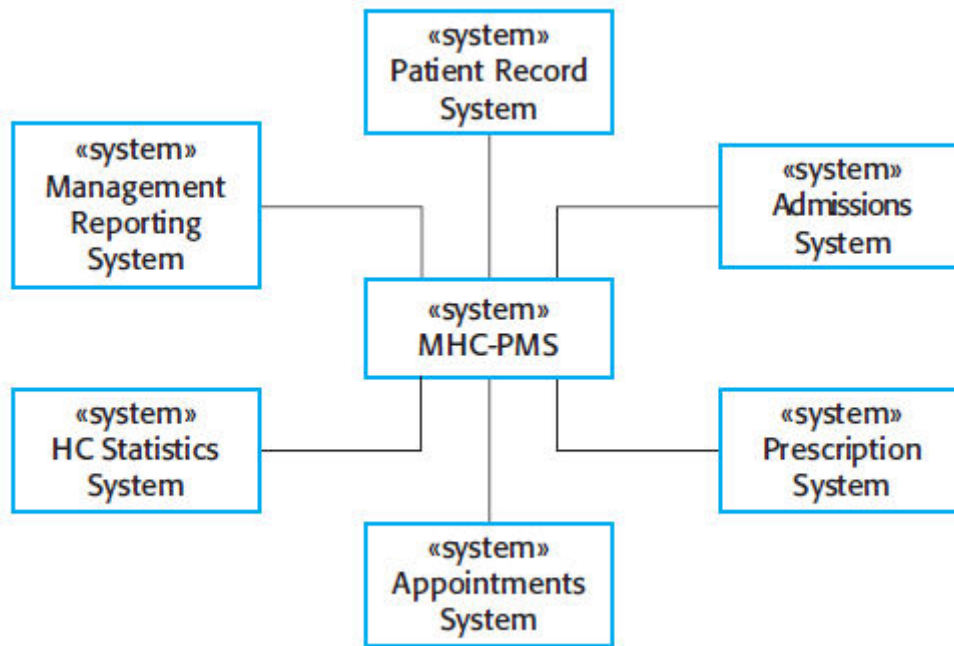 «system»
Patient Record
System
«system»
Management
Reporting
System
«system»
Admissions
System
«system»
MHC-PMS
«system»
HC Statistics
System
«system»
Prescription
System
«system»
Appointments
System